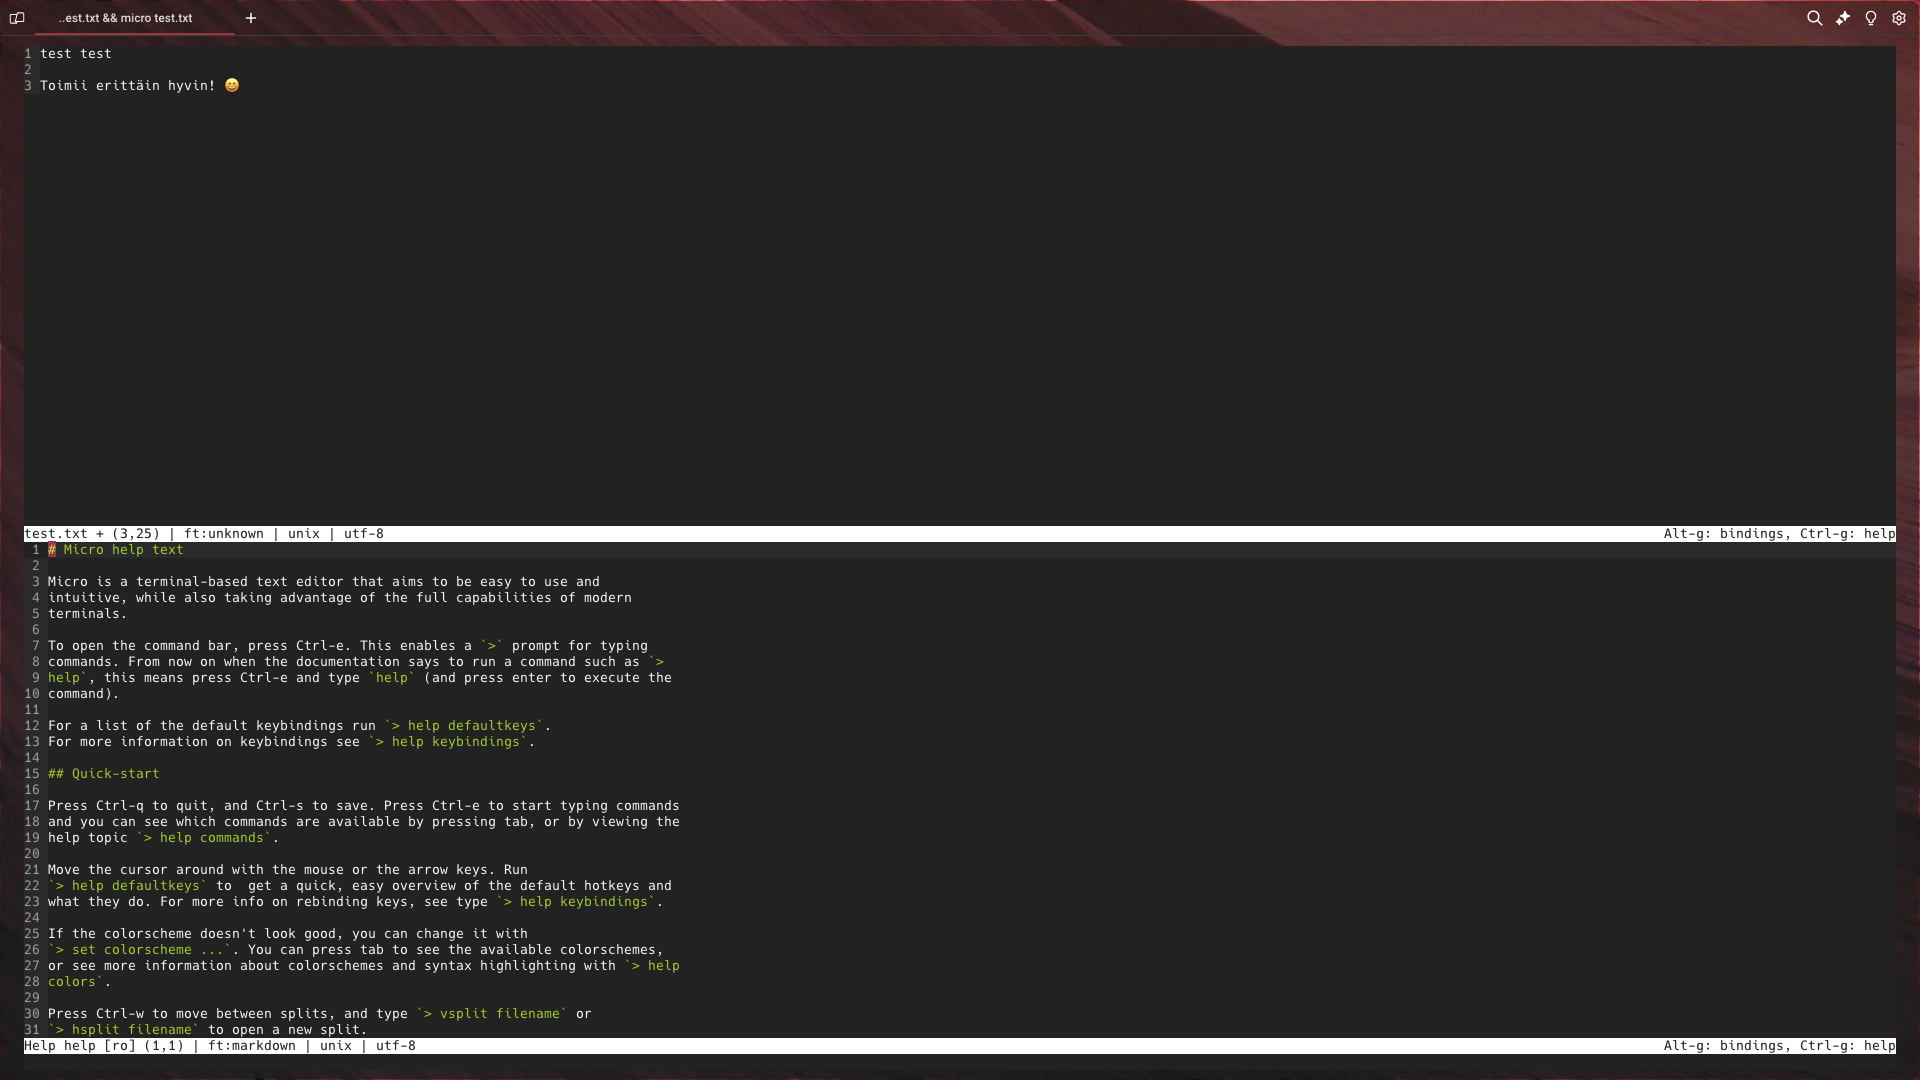 ..est.txt && micro test.txt
1 test test
2
3 Toimii erittäin hyvin! 😄
test.txt + (3,25) | ft:unknown | unix | utf-8 Alt-g: bindings, Ctrl-g: help
1 # Micro help text
2
3 Micro is a terminal-based text editor that aims to be easy to use and
4 intuitive, while also taking advantage of the full capabilities of modern
5 terminals.
6
7 To open the command bar, press Ctrl-e. This enables a `>` prompt for typing
8 commands. From now on when the documentation says to run a command such as `>
9 help`, this means press Ctrl-e and type `help` (and press enter to execute the
10 command).
11
12 For a list of the default keybindings run `> help defaultkeys`.
13 For more information on keybindings see `> help keybindings`.
14
15 ## Quick-start
16
17 Press Ctrl-q to quit, and Ctrl-s to save. Press Ctrl-e to start typing commands
18 and you can see which commands are available by pressing tab, or by viewing the
19 help topic `> help commands`.
20
21 Move the cursor around with the mouse or the arrow keys. Run
22 `> help defaultkeys` to  get a quick, easy overview of the default hotkeys and
23 what they do. For more info on rebinding keys, see type `> help keybindings`.
24
25 If the colorscheme doesn't look good, you can change it with
26 `> set colorscheme ...`. You can press tab to see the available colorschemes,
27 or see more information about colorschemes and syntax highlighting with `> help
28 colors`.
29
30 Press Ctrl-w to move between splits, and type `> vsplit filename` or
31 `> hsplit filename` to open a new split.
Help help [ro] (1,1) | ft:markdown | unix | utf-8 Alt-g: bindings, Ctrl-g: help